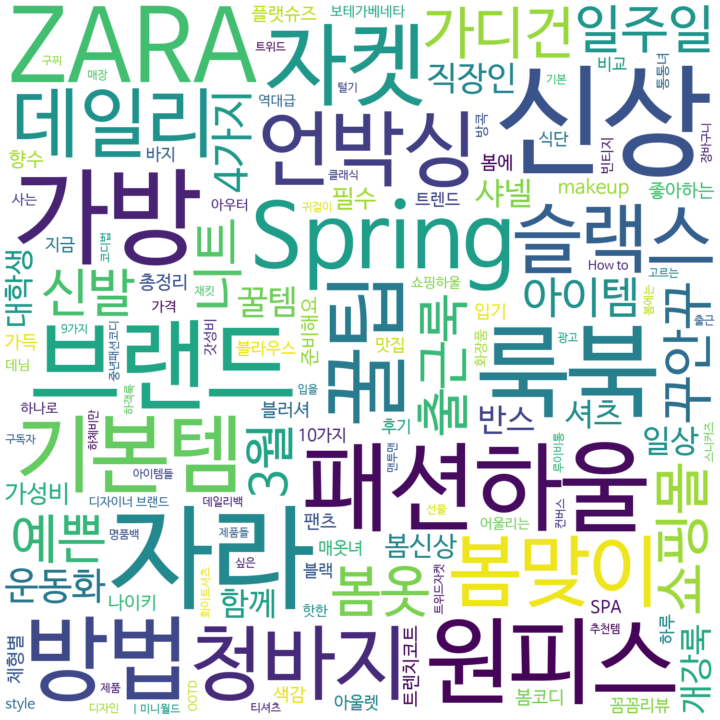 ZARA
구찌
매장
트위드
플랫슈즈
보테가베네타
가디건
일주일
자켓
직장인
비교
기본
통통녀
데일리
4가지
역대급
털기
언박싱
신상
방콕
식단
빈티지
장바구니
향수
바지
클래식
봄에
샤넬
makeup
좋아하는
사는
아우터
필수
트렌드
가방
Spring
귀걸이
슬랙스
대학생
지금
코디법
니트
쇼핑하울
How to
고르는
신발
총정리
재킷
꿀템
준비해요
입기
아이템
봄에는
꾸안꾸
가득
9가지
가격
갓성비
블라우스
맛집
화장품
광고
출근
데님
중년패션코디
브랜드
꿀팁
출근룩
룩북
하나로
하객룩
입을
블러셔
반스
셔츠
스니커즈
구독자
하체비만
기본템
3월
10가지
후기
맨투맨
루이비통
일상
가성비
아이템들
디자이너 브랜드
데일리백
팬츠
선물
어울리는
컨버스
패션하울
쇼핑몰
예쁜
명품백
자라
제품들
싶은
매옷녀
블랙
봄신상
봄맞이
운동화
나이키
화이트셔츠
함께
핫한
봄옷
트위드자켓
SPA
추천템
하루
개강룩
체형별
방법
청바지
트렌치코트
원피스
제품
ㅣ미니월드
OOTD
색감
아울렛
봄코디
꼼꼼리뷰
style
디자인
티셔츠